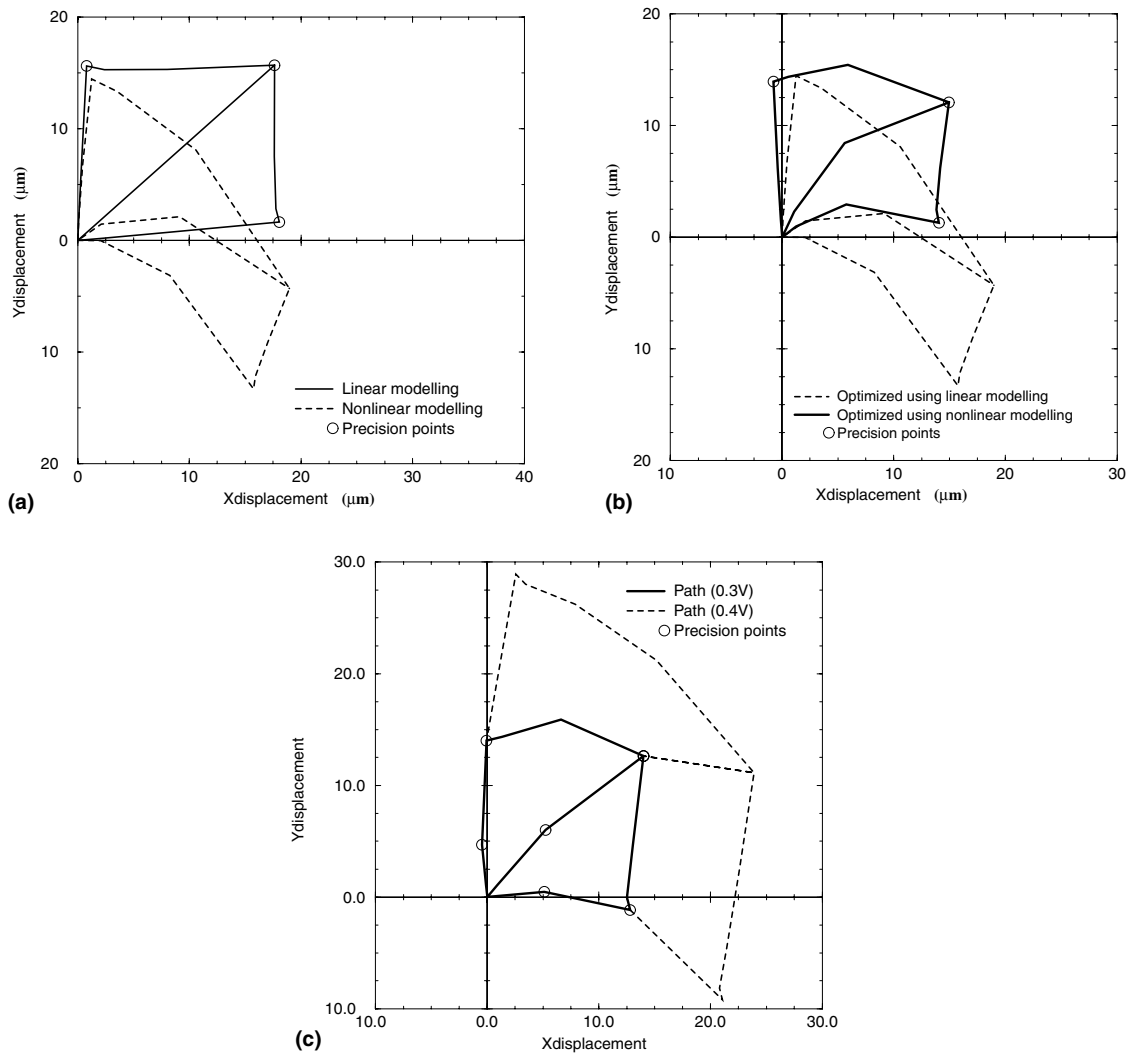 20
10
0
10
20
Ydisplacement (μm)
Linear modelling
Nonlinear modelling
Precision points
0
10
20
30
40
Xdisplacement (μm)
(a)
20
10
0
10
20
Ydisplacement (μm)
Optimized using linear modelling
Optimized using nonlinear modelling
Precision points
10
0
10
20
30
Xdisplacement (μm)
(b)
30.0
20.0
10.0
0.0
10.0
Ydisplacement
Path (0.3V)
Path (0.4V)
Precision points
10.0
0.0
10.0
20.0
30.0
Xdisplacement
(c)